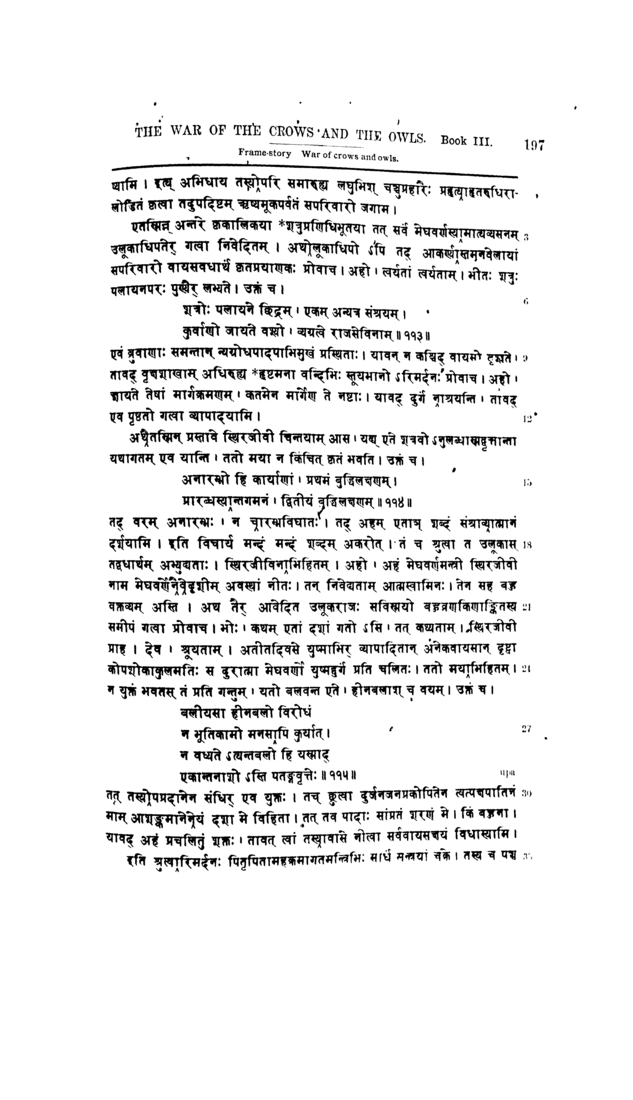 THE WAR OF THE CROWS AND THE OWLS. Book III. 197
Frame-story War of crows and owls.
ष्यामि । इत्य् अभिधाय तस्योपरि समारुह्य लघुभिश् चञ्चुप्रहारैः प्रहृत्याहृतरुधिरा-
लोडितं कृत्वा तदुपदिष्टम् ऋष्यमूकपर्वतं सपरिवारो जगाम ।
एतस्मिन्न् अन्तरे कृकालिकया *शत्रुप्रणिधिभूतया तत् सर्वं मेघवर्णस्यामात्यव्यसनम् 3
उलूकाधिपतेर् गत्वा निवेदितम् । अथोलूकाधिपो ऽपि तद् आकर्ण्यास्तमनवेलायां
सपरिवारो वायसवधार्थं कृतप्रयाणकः प्रोवाच । अहो । त्वर्यतां त्वर्यताम् । भीतः शत्रुः
पलायनपरः पुण्यैर् लभ्यते । उक्तं च । 6
शत्रोः पलायने छिद्रम् । एकम् अन्यत्र संश्रयम् ।
कुर्वाणो जायते वश्यो । व्यग्रत्वे राजसेविनाम् ॥ ११३॥
एवं ब्रुवाणाः समन्तान् न्यग्रोधपादपाभिमुखं प्रस्थिताः । यावन् न कश्चिद् वायसो दृश्यते । 9
तावद् वृक्षशाखाम् अधिरुह्य *हृष्टमना वन्दिभिः स्तूयमानो ऽरिमर्दनः प्रोवाच । अहो ।
ज्ञायते तेषां मार्गक्रमणम् । कतमेन मार्गेण ते नष्टाः । यावद् दुर्गं नाश्रयन्ति । तावद्
एव पृष्ठतो गत्वा व्यापादयामि । 12
अथैतस्मिन् प्रस्तावे स्थिरजीवी चिन्तयाम् आस । यद्य् एते शत्रवो ऽनुलब्धास्मद्वृत्तान्ता
यथागतम् एव यान्ति । ततो मया न किंचित् कृतं भवति । उक्तं च ।
अनारम्भो हि कार्याणां । प्रथमं बुद्धिलक्षणम् । 15
प्रारब्धस्यान्तगमनं । द्वितीयं बुद्धिलक्षणम् ॥ ११४॥
तद् वरम् अनारम्भः । न चारम्भविघातः । तद् अहम् एताञ् शब्दं संश्राव्यात्मानं
दर्शयामि । इति विचार्य मन्दं मन्दं शब्दम् अकरोत् । तं च श्रुत्वा त उलूकास् 18
तद्वधार्थम् अभ्युद्यताः । स्थिरजीविनाभिहितम् । अहो । अहं मेघवर्णमन्त्री स्थिरजीवी
नाम मेघवर्णेनैवेदृशीम् अवस्थां नीतः । तन् निवेद्यताम् आत्मस्वामिनः । तेन सह बहु
वक्तव्यम् अस्ति । अथ तैर् आवेदित उलूकराजः सविस्मयो बहुव्रणकिणाङ्कितस्य 21
समीपं गत्वा प्रोवाच । भोः । कथम् एतां दशां गतो ऽसि । तत् कथ्यताम् । स्थिरजीवी
प्राह । देव । श्रूयताम् । अतीतदिवसे युष्माभिर् व्यापादितान् अनेकवायसान् दृष्ट्वा
कोपशोकाकुलमतिः स दुरात्मा मेघवर्णो युष्मद्दुर्गं प्रति चलितः । ततो मयाभिहितम् । 24
न युक्तं भवतस् तं प्रति गन्तुम् । यतो बलवन्त एते । हीनबलाश् च वयम् । उक्तं च ।
बलीयसा हीनबलो विरोधं
न भूतिकामो मनसापि कुर्यात् । 27
न वध्यते ऽत्यन्तबलो हि यस्माद्
एकान्तनाशो ऽस्ति पतङ्गवृत्तेः ॥ ११५॥ upa
तत् तस्योपप्रदानेन संधिर् एव युक्तः । तच् छ्रुत्वा दुर्जनजनप्रकोपितेन त्वत्पक्षपातिनं 30
माम् आशङ्कमानेनेयं दशा मे विहिता । तत् तव पादाः सांप्रतं शरणं मे । किं बहुना ।
यावद् अहं प्रचलितुं शक्तः । तावत् त्वां तस्यावासे नीत्वा सर्ववायसक्षयं विधास्यामि ।
इति श्रुत्वारिमर्दनः पितृपितामहक्रमागतमन्त्रिभिः सार्धं मन्त्रयां चक्रे । तस्य च पञ्च 33